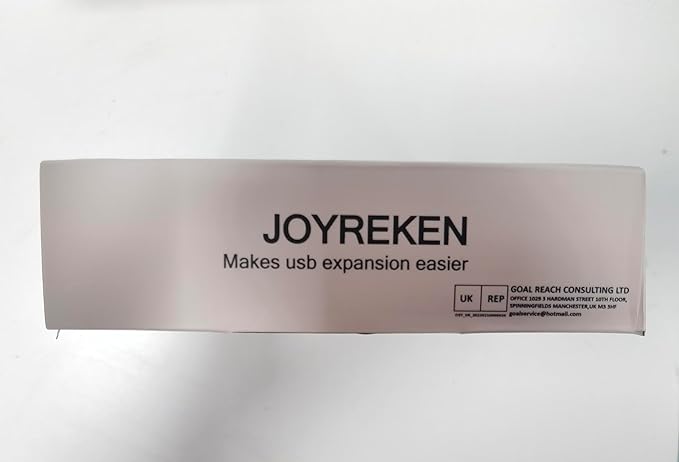 JOYREKEN
Makes usb expansion easier
UK REP
GOAL REACH CONSULTING LTD
OFFICE 1029 3 HARDMAN STREET 10TH FLOOR,
SPINNINGFIELDS MANCHESTER,UK M3 3HF
goalservice@hotmail.com